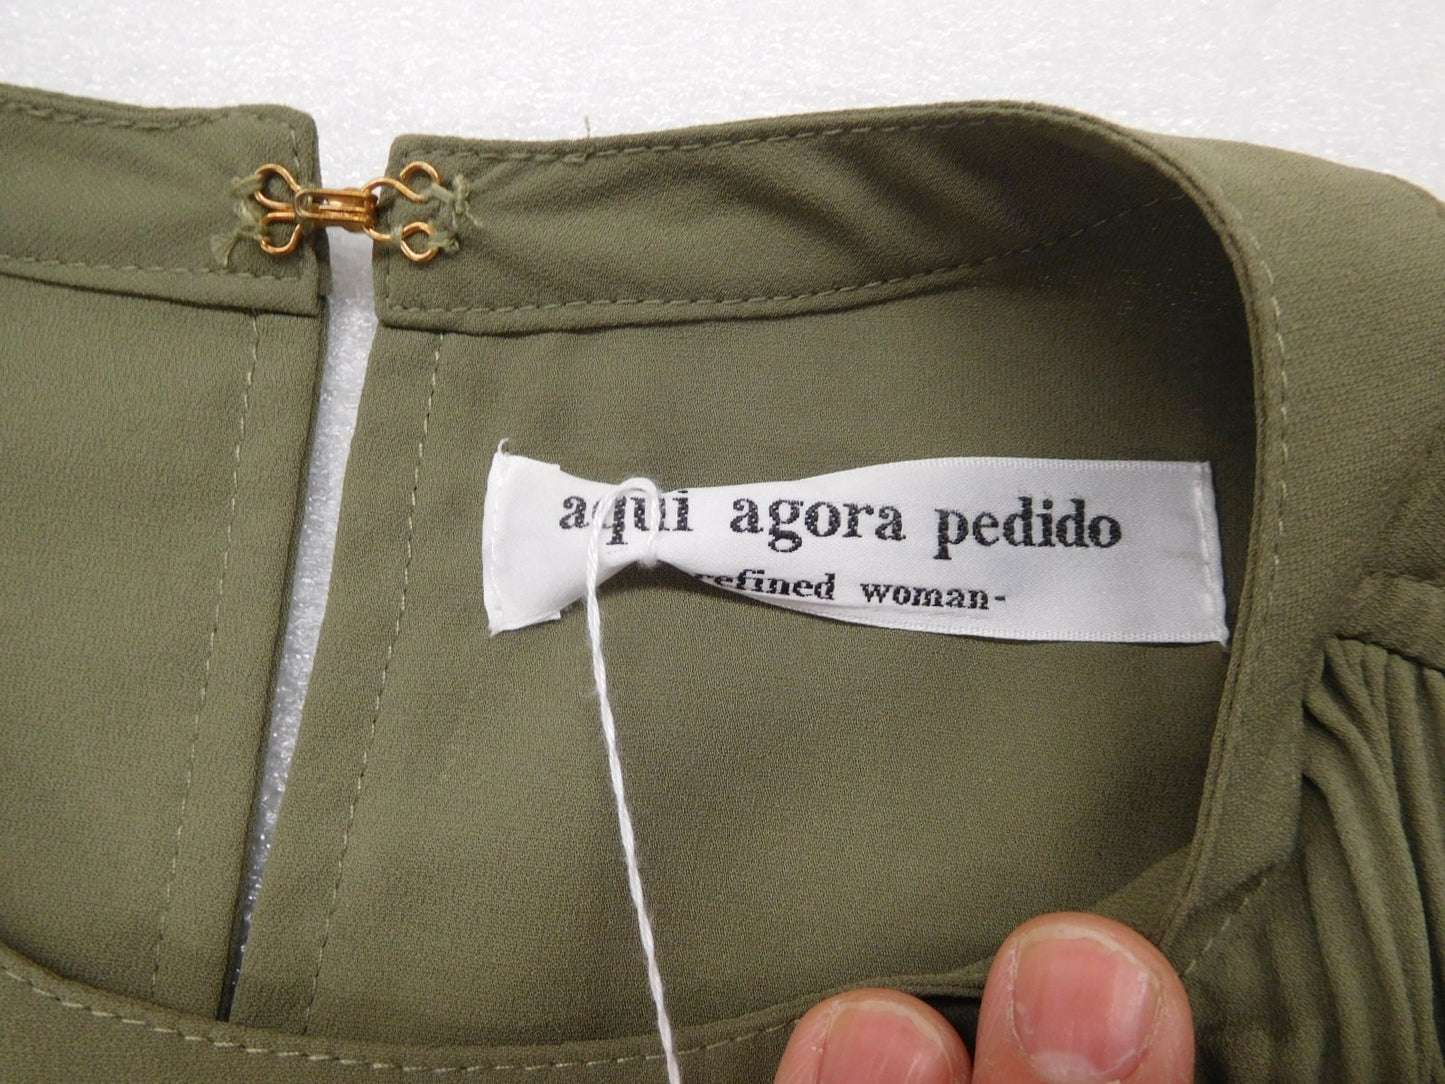 aqui agora pedido
refined woman-